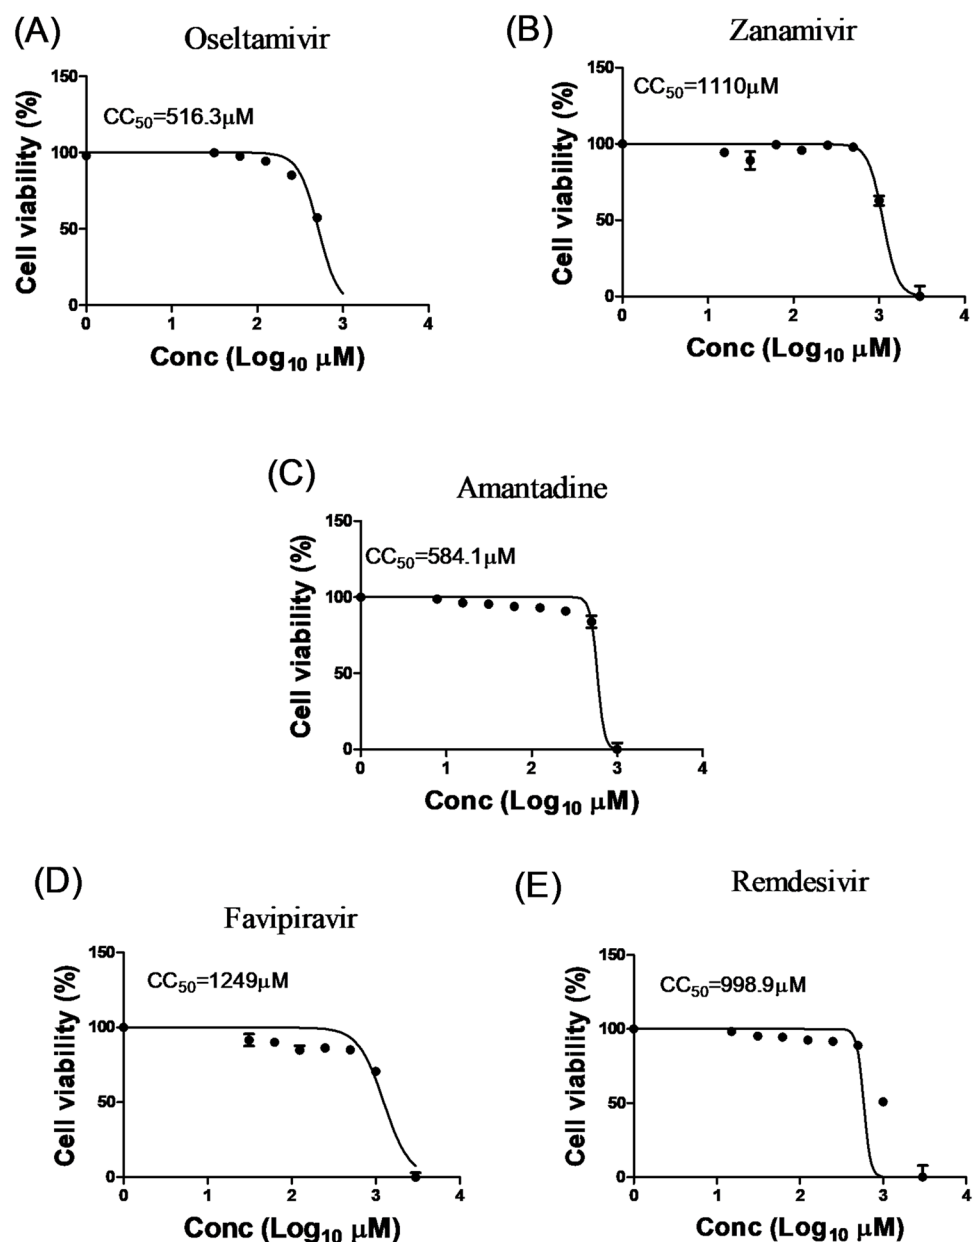 (A)
Oseltamivir
150
CC50=516.3μM
100
50
0
Cell viability (%)
0 1 2 3 4
Conc (Log10 μM)
(B)
Zanamivir
150
CC50=1110μM
100
50
0
Cell viability (%)
0 1 2 3 4
Conc (Log10 μM)
(C)
Amantadine
150
CC50=584.1μM
100
50
0
Cell viability (%)
0 1 2 3 4
Conc (Log10 μM)
(D)
Favipiravir
150
CC50=1249μM
100
50
0
Cell viability (%)
0 1 2 3 4
Conc (Log10 μM)
(E)
Remdesivir
150
CC50=998.9μM
100
50
0
Cell viability (%)
0 1 2 3 4
Conc (Log10 μM)